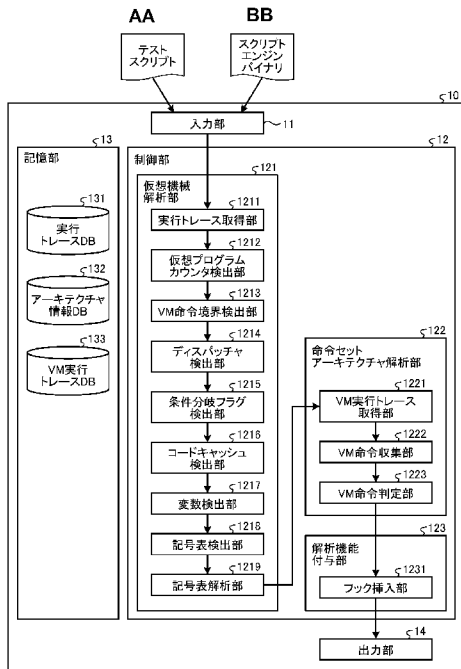 AA
BB
テスト
スクリプト
スクリプト
エンジン
バイナリ
10
入力部
11
13
記憶部
131
実行
トレースDB
132
アーキテクチャ
情報DB
133
VM実行
トレースDB
12
制御部
121
仮想機械
解析部
1211
実行トレース取得部
1212
仮想プログラム
カウンタ検出部
1213
VM命令境界検出部
1214
ディスパッチャ
検出部
1215
条件分岐フラグ
検出部
1216
コードキャッシュ
検出部
1217
変数検出部
1218
記号表検出部
1219
記号表解析部
122
命令セット
アーキテクチャ解析部
1221
VM実行トレース
取得部
1222
VM命令収集部
1223
VM命令判定部
123
解析機能
付与部
1231
フック挿入部
14
出力部